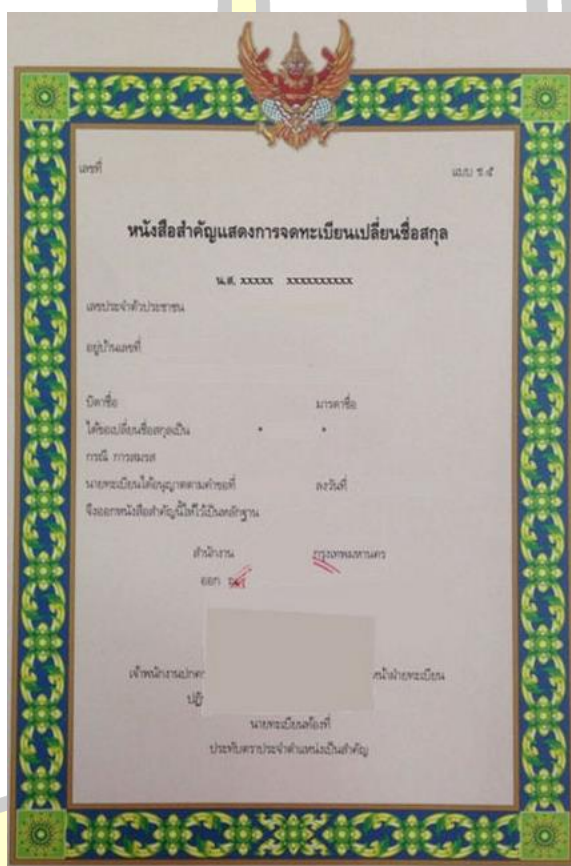 เลขที่ แบบ ช.๕
หนังสือสำคัญแสดงการจดทะเบียนเปลี่ยนชื่อสกุล
น.ส. xxxxx xxxxxxxxxx
เลขประจำตัวประชาชน
อยู่บ้านเลขที่
บิดาชื่อ มารดาชื่อ
ได้ขอเปลี่ยนชื่อสกุลเป็น * *
กรณี การสมรส
นายทะเบียนได้อนุญาตตามคำขอที่ ลงวันที่
จึงออกหนังสือสำคัญนี้ให้ไว้เป็นหลักฐาน
สำนักงาน กรุงเทพมหานคร
ออก ณ
เจ้าพนักงานปก หน้าฝ่ายทะเบียน
ปฏิ
นายทะเบียนท้องที่
ประทับตราประจำตำแหน่งเป็นสำคัญ